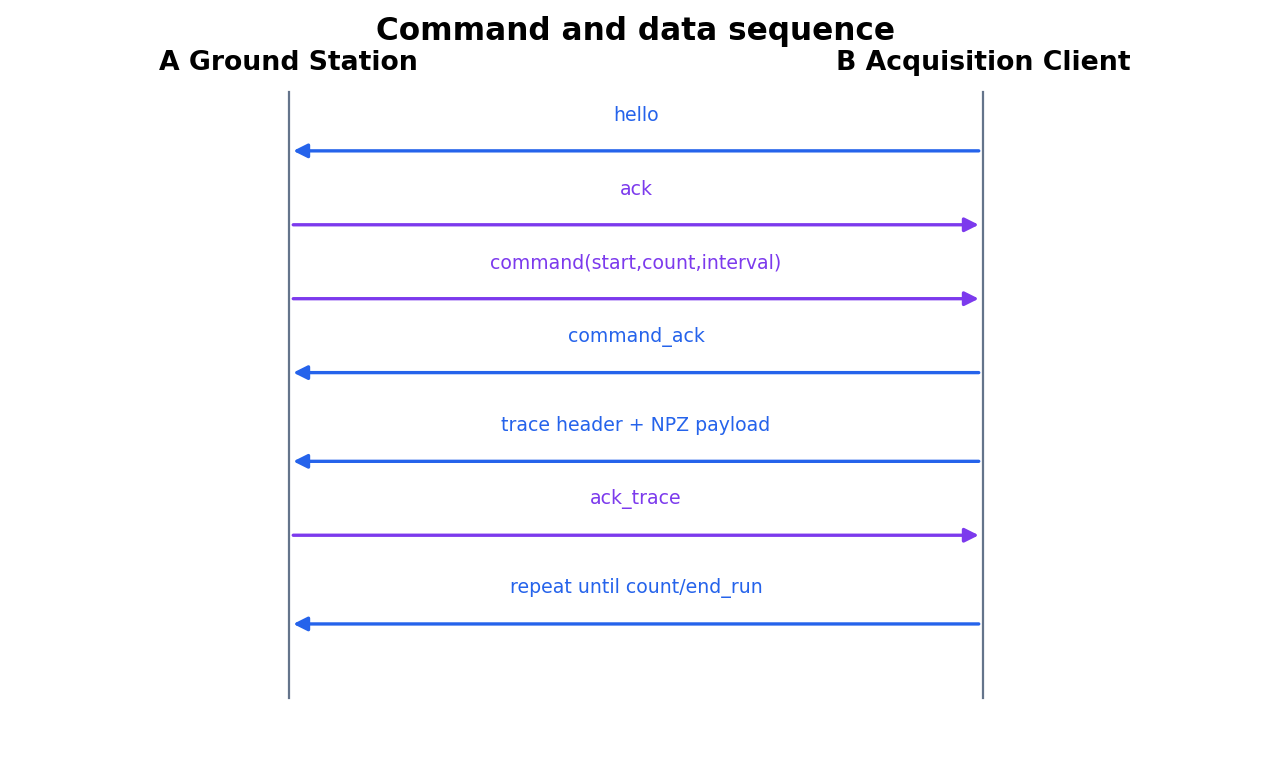 Command and data sequence
A Ground Station
B Acquisition Client
hello
ack
command(start,count,interval)
command_ack
trace header + NPZ payload
ack_trace
repeat until count/end_run